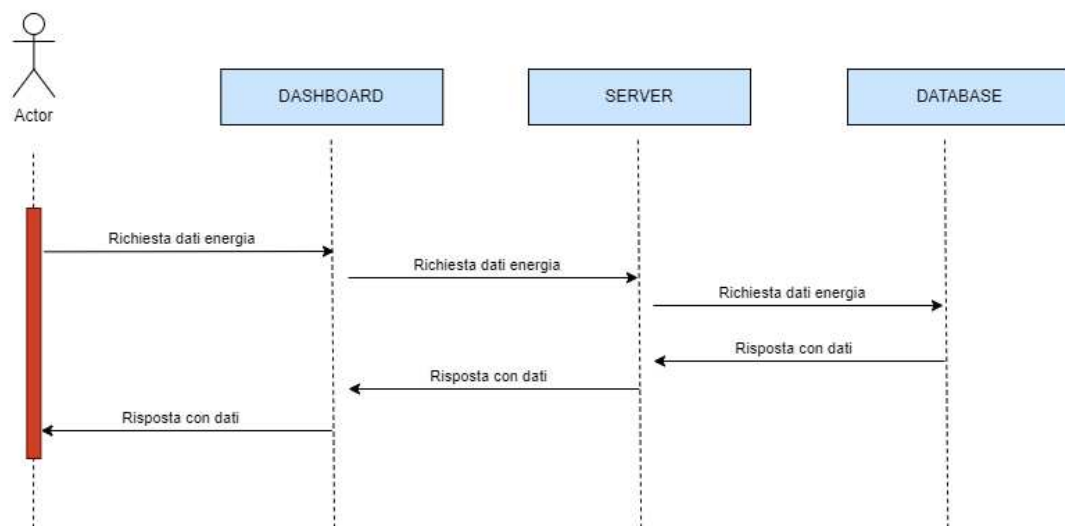 Actor
DASHBOARD
SERVER
DATABASE
Richiesta dati energia
Richiesta dati energia
Richiesta dati energia
Risposta con dati
Risposta con dati
Risposta con dati